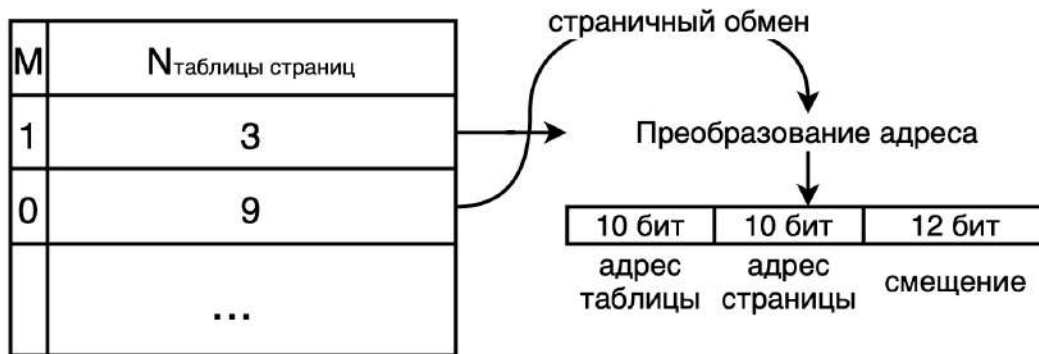 страничный обмен
M Nтаблицы страниц
1 3
Преобразование адреса
0 9
10 бит 10 бит 12 бит
адрес таблицы
адрес страницы
смещение
...